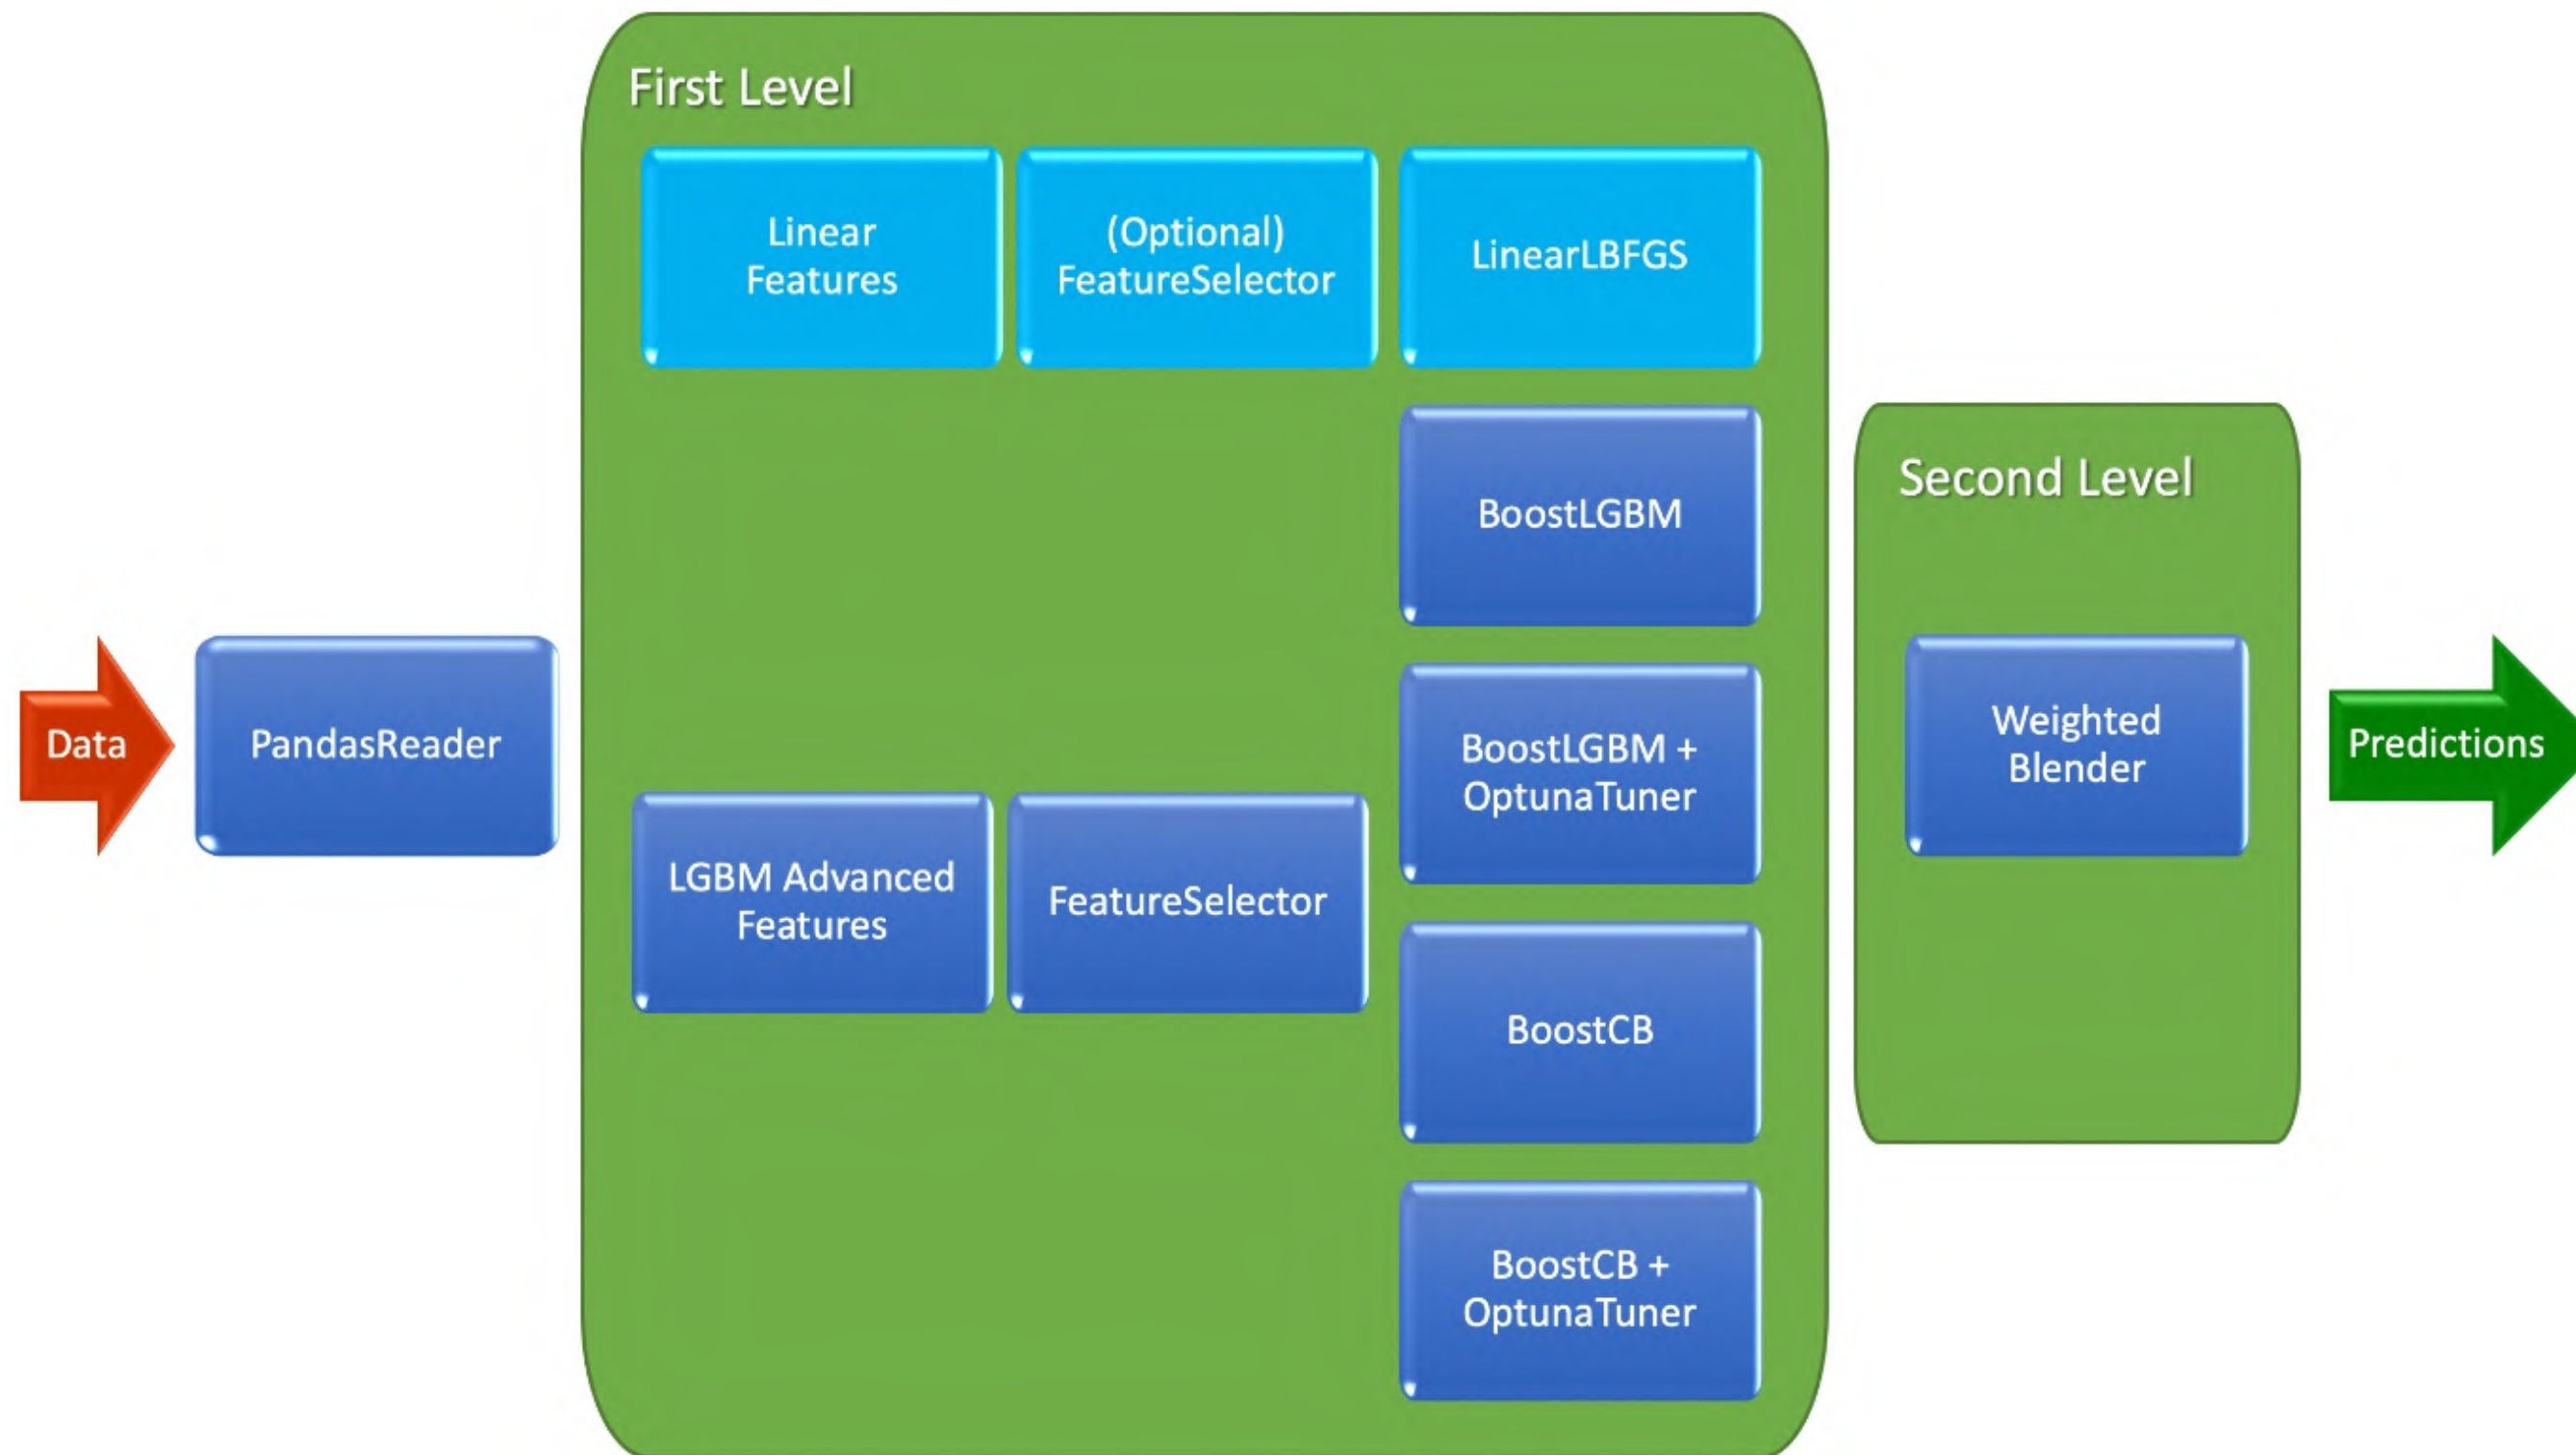 First Level
Linear
Features
(Optional)
FeatureSelector
LinearLBFGS
BoostLGBM
Second Level
Data
PandasReader
BoostLGBM +
OptunaTuner
Weighted
Blender
Predictions
LGBM Advanced
Features
FeatureSelector
BoostCB
BoostCB +
OptunaTuner